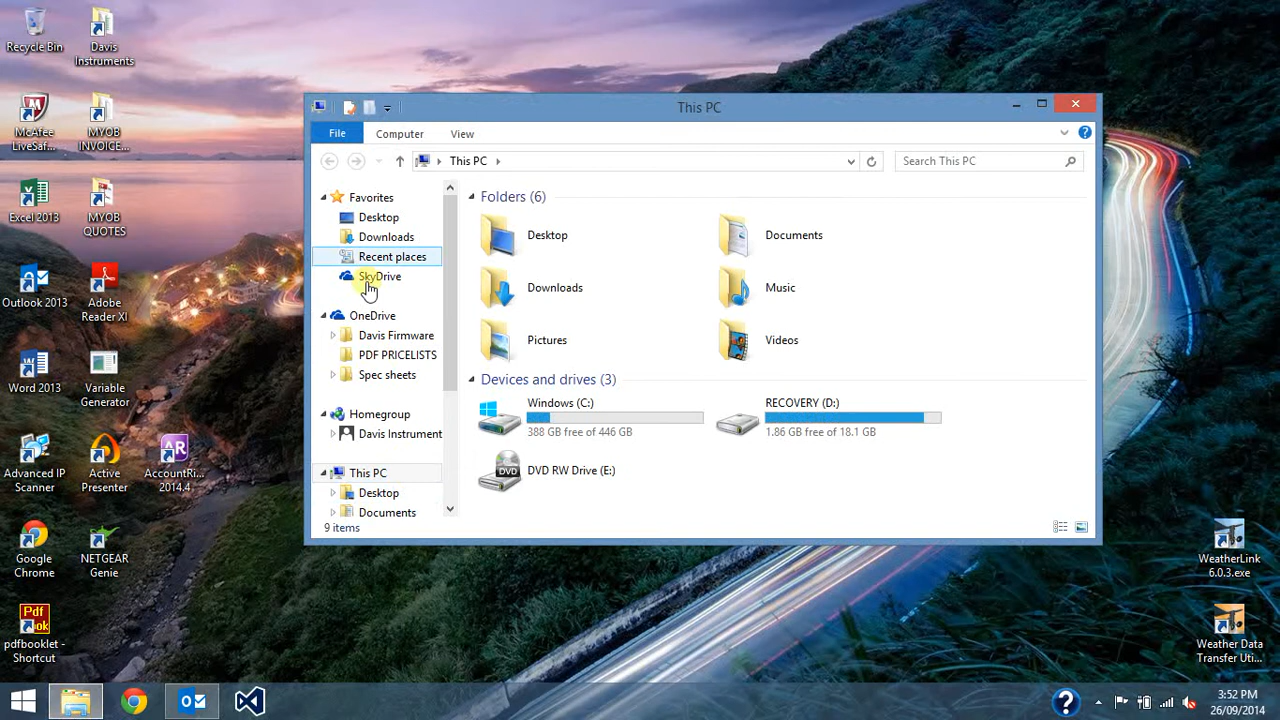 Recycle Bin
Davis
Instruments
McAfee
LiveSaf...
MYOB
INVOICE...
Excel 2013
MYOB
QUOTES
Outlook 2013
Adobe
Reader XI
Word 2013
Variable
Generator
Advanced IP
Scanner
Active
Presenter
AccountRi...
2014.4
Google
Chrome
NETGEAR
Genie
Pdf
Book
pdfbooklet -
Shortcut
This PC
File
Computer
View
This PC
Search This PC
Favorites
Desktop
Downloads
Recent places
SkyDrive
OneDrive
Davis Firmware
PDF PRICELISTS
Spec sheets
Homegroup
Davis Instrument
This PC
Desktop
Documents
9 items
Folders (6)
Desktop
Documents
Downloads
Music
Pictures
Videos
Devices and drives (3)
Windows (C:)
388 GB free of 446 GB
RECOVERY (D:)
1.86 GB free of 18.1 GB
DVD
DVD RW Drive (E:)
WeatherLink
6.0.3.exe
Weather Data
Transfer Uti...
3:52 PM
26/09/2014